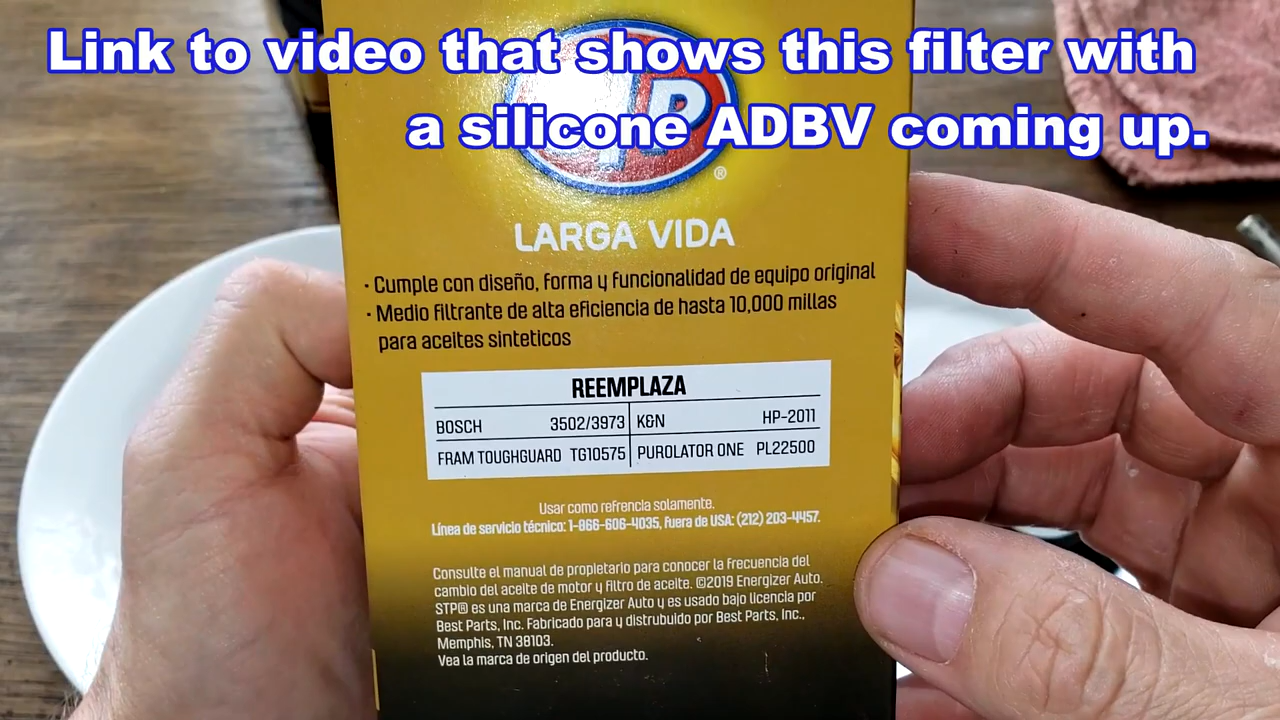 Link to video that shows this filter with
a silicone ADBV coming up.
®
LARGA VIDA
· Cumple con diseño, forma y funcionalidad de equipo original
· Medio filtrante de alta eficiencia de hasta 10,000 millas
para aceites sinteticos
REEMPLAZA
BOSCH 3502/3973 K&N HP-2011
FRAM TOUGHGUARD TG10575 PUROLATOR ONE PL22500
Usar como refrencia solamente.
Línea de servicio técnico: 1-866-606-4035, fuera de USA: (212) 203-4457.
Consulte el manual de propietario para conocer la frecuencia del
cambio del aceite de motor y filtro de aceite. ©2019 Energizer Auto.
STP® es una marca de Energizer Auto y es usado bajo licencia por
Best Parts, Inc. Fabricado para y distrubuido por Best Parts, Inc.,
Memphis, TN 38103.
Vea la marca de origen del producto.